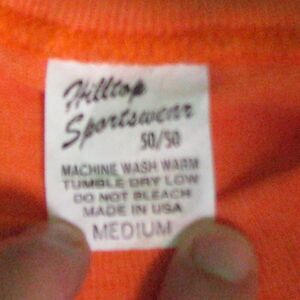 Hilltop
Sportswear
50/50
MACHINE WASH WARM
TUMBLE DRY LOW
DO NOT BLEACH
MADE IN USA
MEDIUM